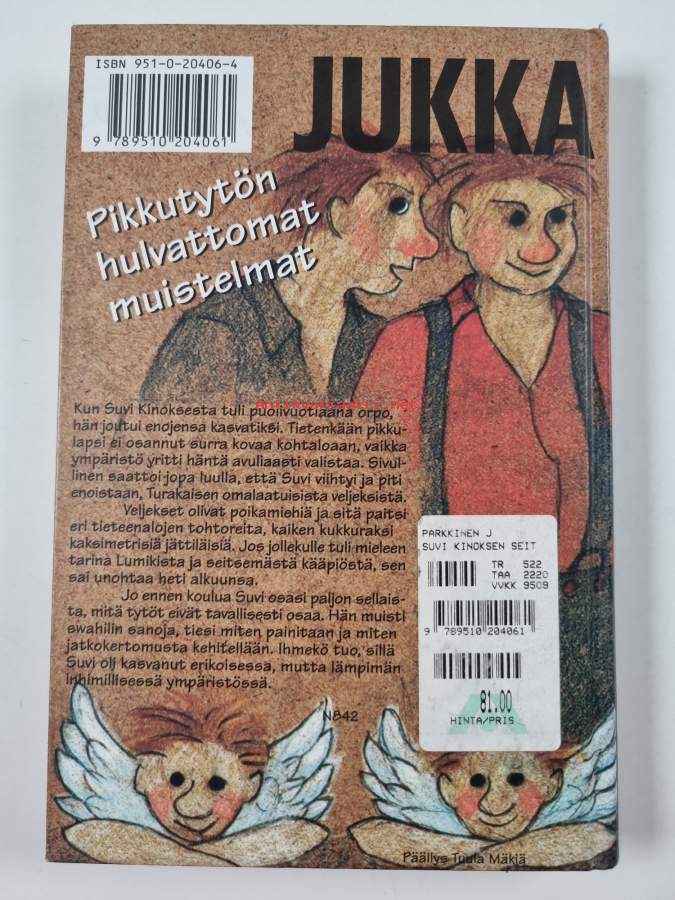 ISBN 951-0-20406-4
9 789510 204061
JUKKA
Pikkutytön
hulvattomat
muistelmat
Kun Suvi Kinoksesta tuli puolivuotiaana orpo,
hän joutui enojensa kasvatiksi. Tietenkään pikku-
lapsi ei osannut surra kovaa kohtaloaan, vaikka
ympäristö yritti häntä avuliaasti valistaa. Sivul-
linen saattoi jopa luulla, että Suvi viihtyi ja piti
enoistaan, Turakaisen omalaatuisista veljeksistä.
Veljekset olivat poikamiehiä ja sitä paitsi
eri tieteenalojen tohtoreita, kaiken kukkuraksi
kaksimetrisiä jättiläisiä. Jos jollekulle tuli mieleen
tarina Lumikista ja seitsemästä kääpiöstä, sen
sai unohtaa heti alkuunsa.
Jo ennen koulua Suvi osasi paljon sellais-
ta, mitä tytöt eivät tavallisesti osaa. Hän muisti
swahilin sanoja, tiesi miten painitaan ja miten
jatkokertomusta kehitellään. Ihmekö tuo, sillä
Suvi oli kasvanut erikoisessa, mutta lämpimän
inhimillisessä ympäristössä.
N842
PARKKINEN J
SUVI KINOKSEN SEIT
TR 522
TAA 2220
VVKK 9509
9 789510 204061
81.00
HINTA/PRIS
Päällys Tuula Mäkiä